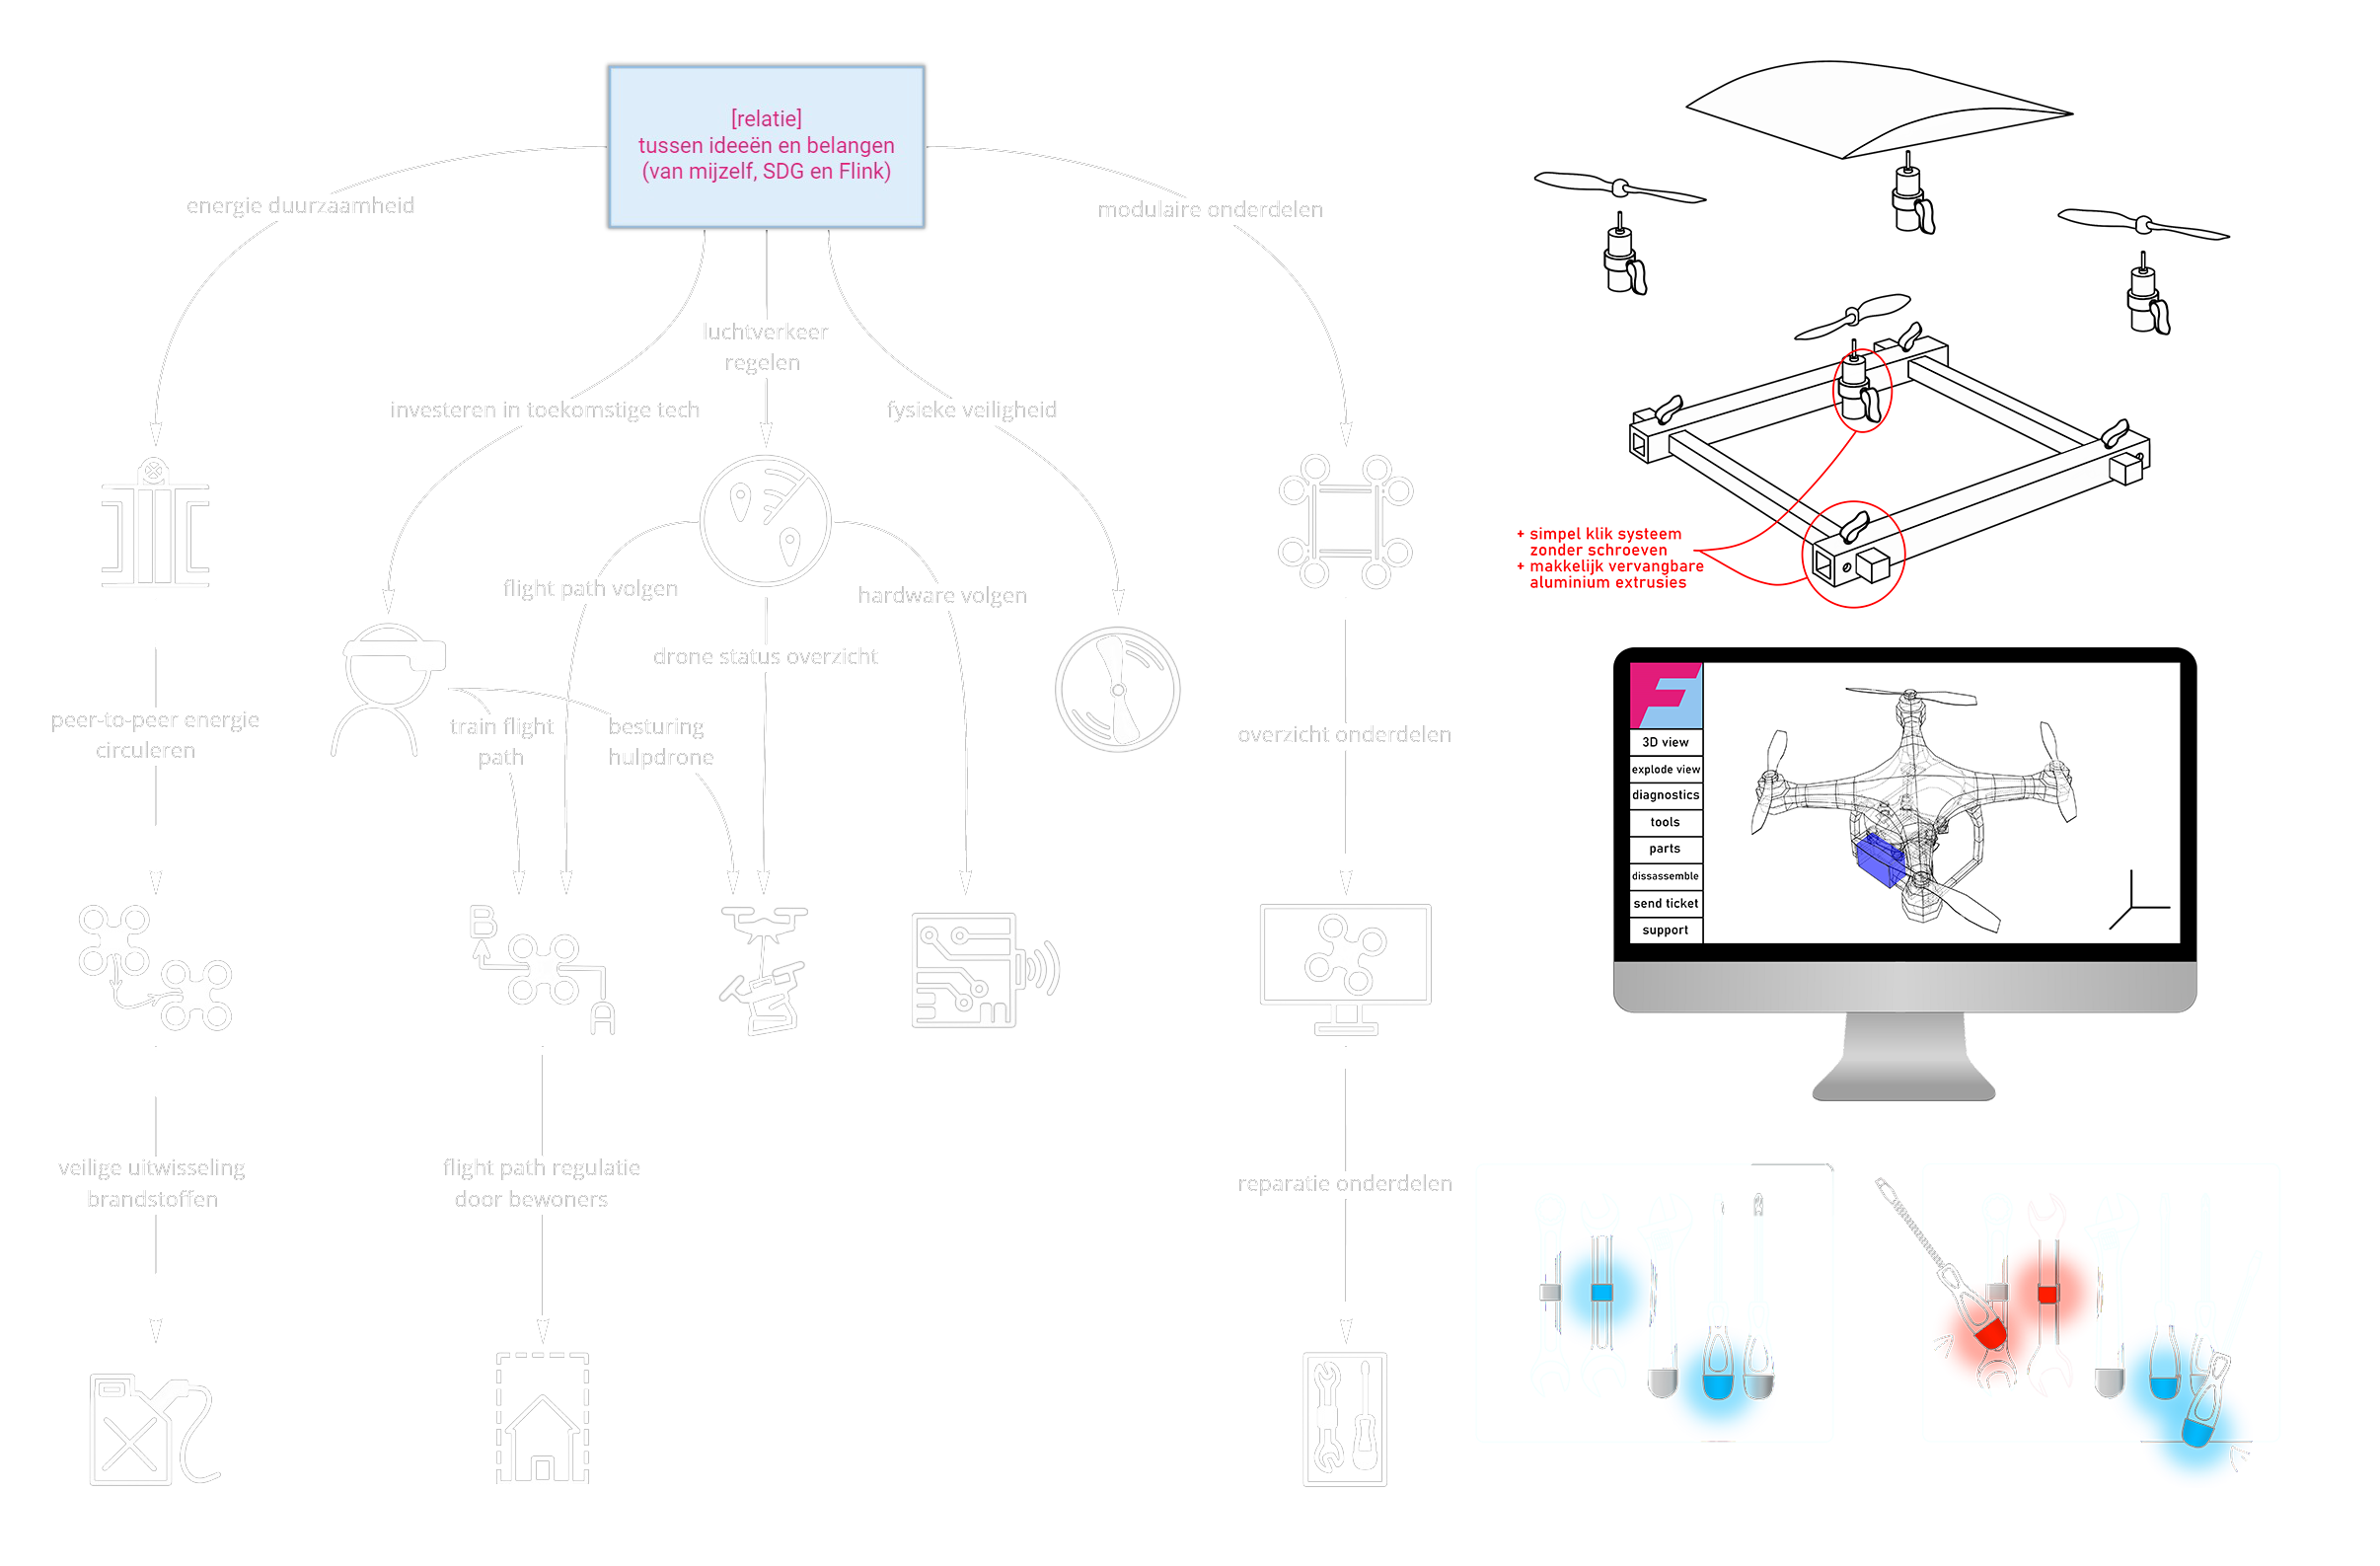 [relatie]
tussen ideeën en belangen
(van mijzelf, SDG en Flink)
energie duurzaamheid
modulaire onderdelen
luchtverkeer
regelen
investeren in toekomstige tech
fysieke veiligheid
flight path volgen
hardware volgen
drone status overzicht
peer-to-peer energie
circuleren
train flight
path
besturing
hulpdrone
overzicht onderdelen
B
A
veilige uitwisseling
brandstoffen
flight path regulatie
door bewoners
reparatie onderdelen
+ simpel klik systeem
zonder schroeven
+ makkelijk vervangbare
aluminium extrusies
3D view
explode view
diagnostics
tools
parts
dissassemble
send ticket
support